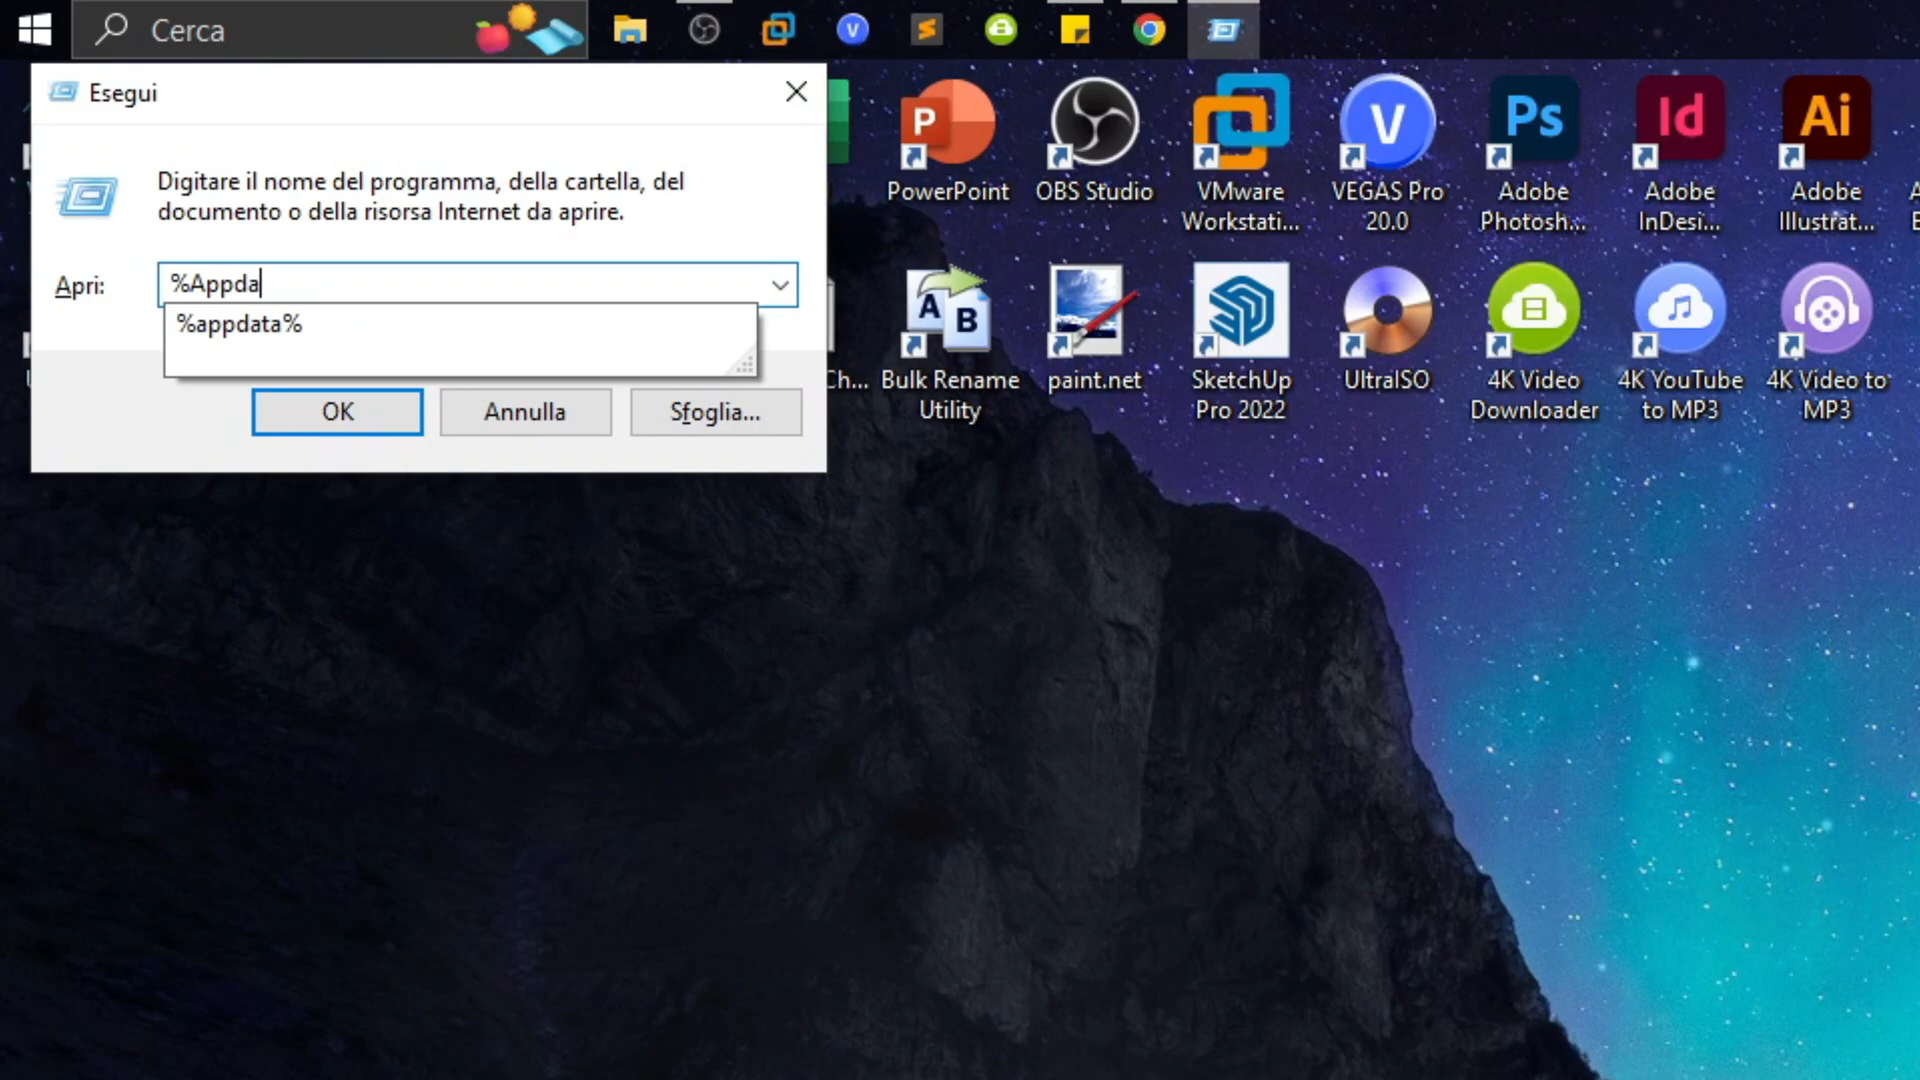 Cerca
Esegui
Digitare il nome del programma, della cartella, del
documento o della risorsa Internet da aprire.
Apri:
%Appda
%appdata%
OK
Annulla
Sfoglia...
PowerPoint
OBS Studio
VMware
Workstati...
VEGAS Pro
20.0
Adobe
Photosh...
Adobe
InDesi...
Adobe
Illustrat...
Ch...
Bulk Rename
Utility
paint.net
SketchUp
Pro 2022
UltraISO
4K Video
Downloader
4K YouTube
to MP3
4K Video to
MP3
P
V
V
Ps
Id
Ai
A
B